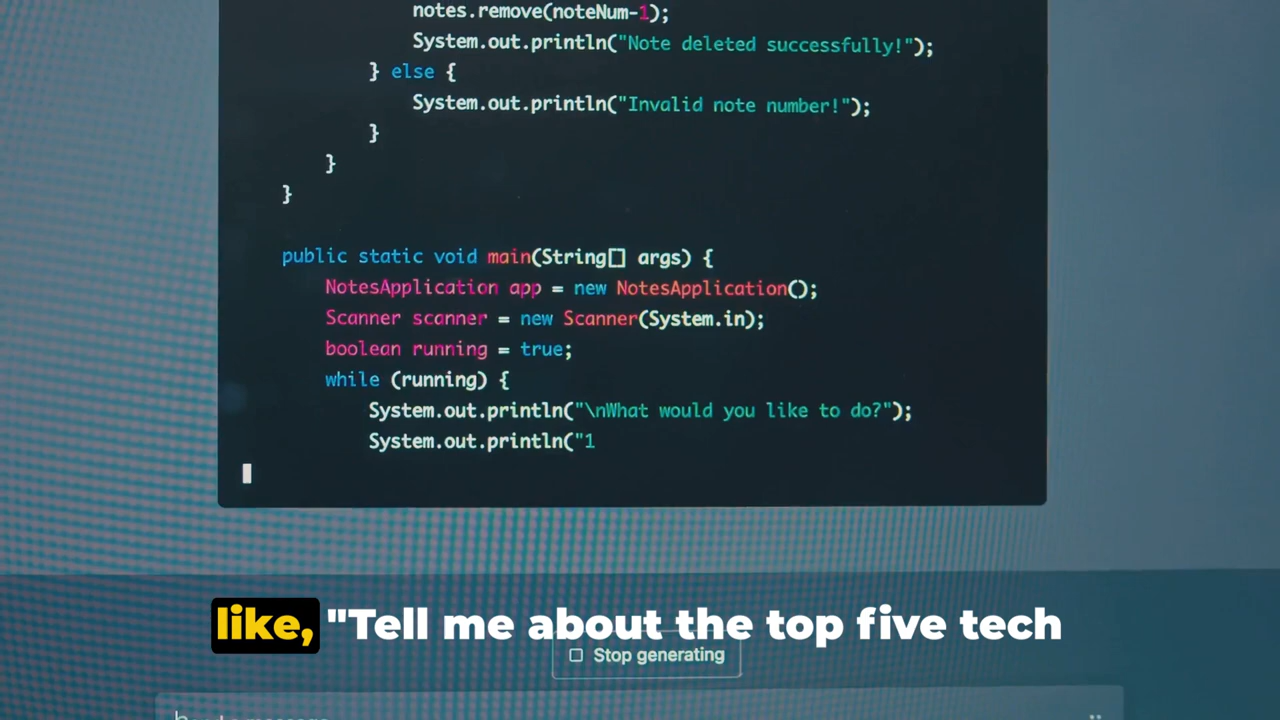 notes.remove(noteNum-1);
System.out.println("Note deleted successfully!");
} else {
System.out.println("Invalid note number!");
}
}
}
public static void main(String[] args) {
NotesApplication app = new NotesApplication();
Scanner scanner = new Scanner(System.in);
boolean running = true;
while (running) {
System.out.println("\nWhat would you like to do?");
System.out.println("1
like, "Tell me about the top five tech
Stop generating